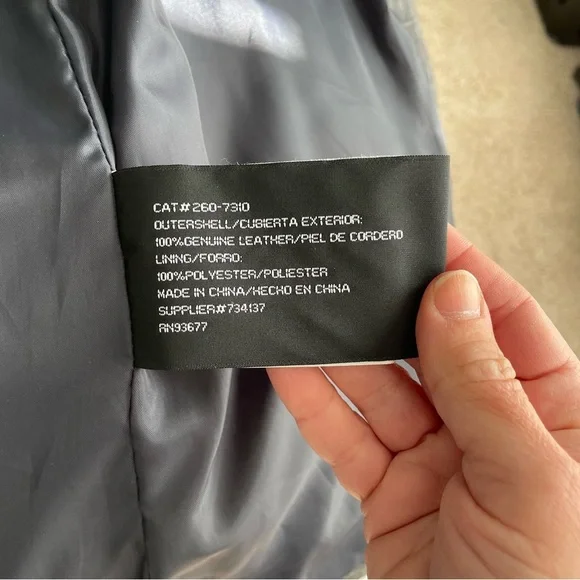 CAT# 260-7310
OUTERSHELL/CUBIERTA EXTERIOR:
100%GENUINE LEATHER/PIEL DE CORDERO
LINING/FORRO:
100%POLYESTER/POLIESTER
MADE IN CHINA/HECHO EN CHINA
SUPPLIER#734137
RN93677